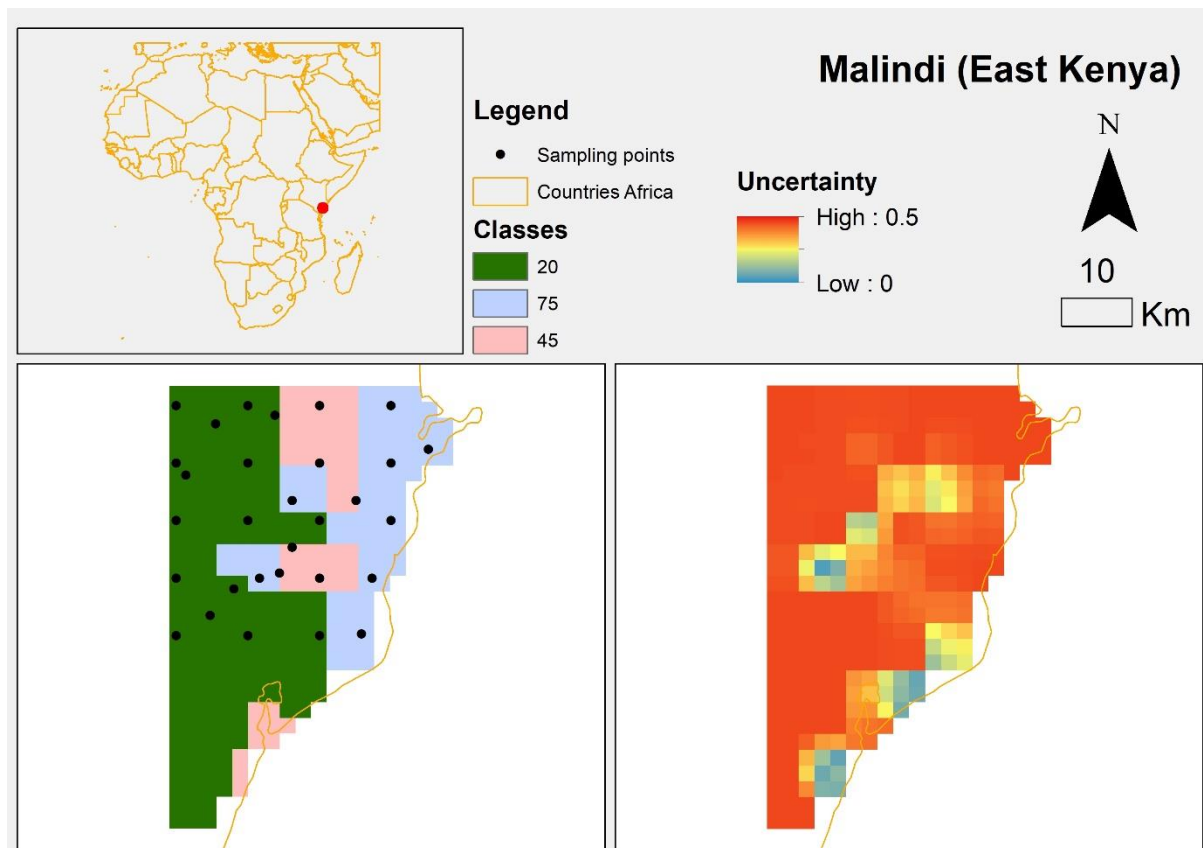 Malindi (East Kenya)
Legend
Sampling points
Countries Africa
Classes
20
75
45
Uncertainty
High : 0.5
Low : 0
N
10
Km